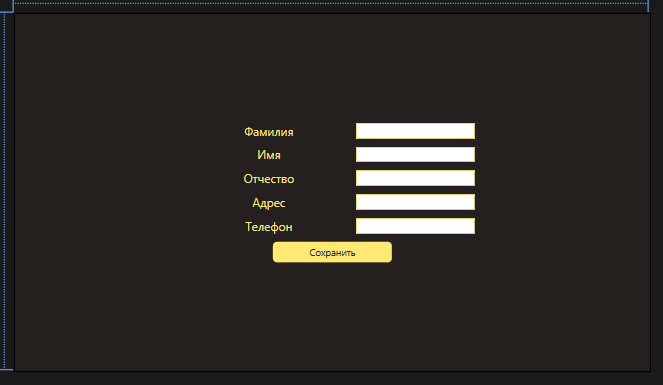 Фамилия
Имя
Отчество
Адрес
Телефон
Сохранить